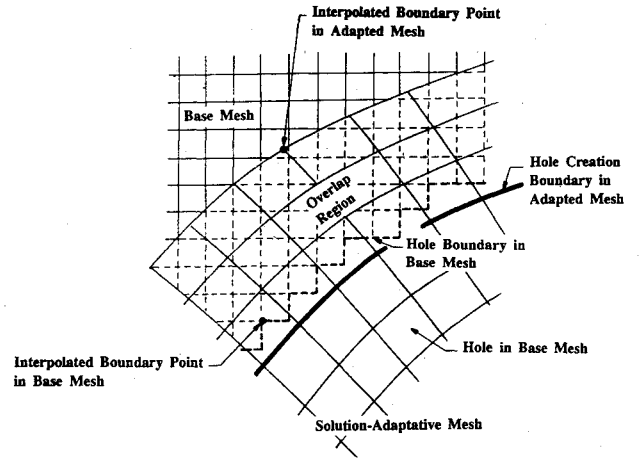 Interpolated Boundary Point
in Adapted Mesh
Base Mesh
Hole Creation
Boundary in
Adapted Mesh
Overlap
Region
Hole Boundary in
Base Mesh
Interpolated Boundary Point
in Base Mesh
Hole in Base Mesh
Solution-Adaptative Mesh